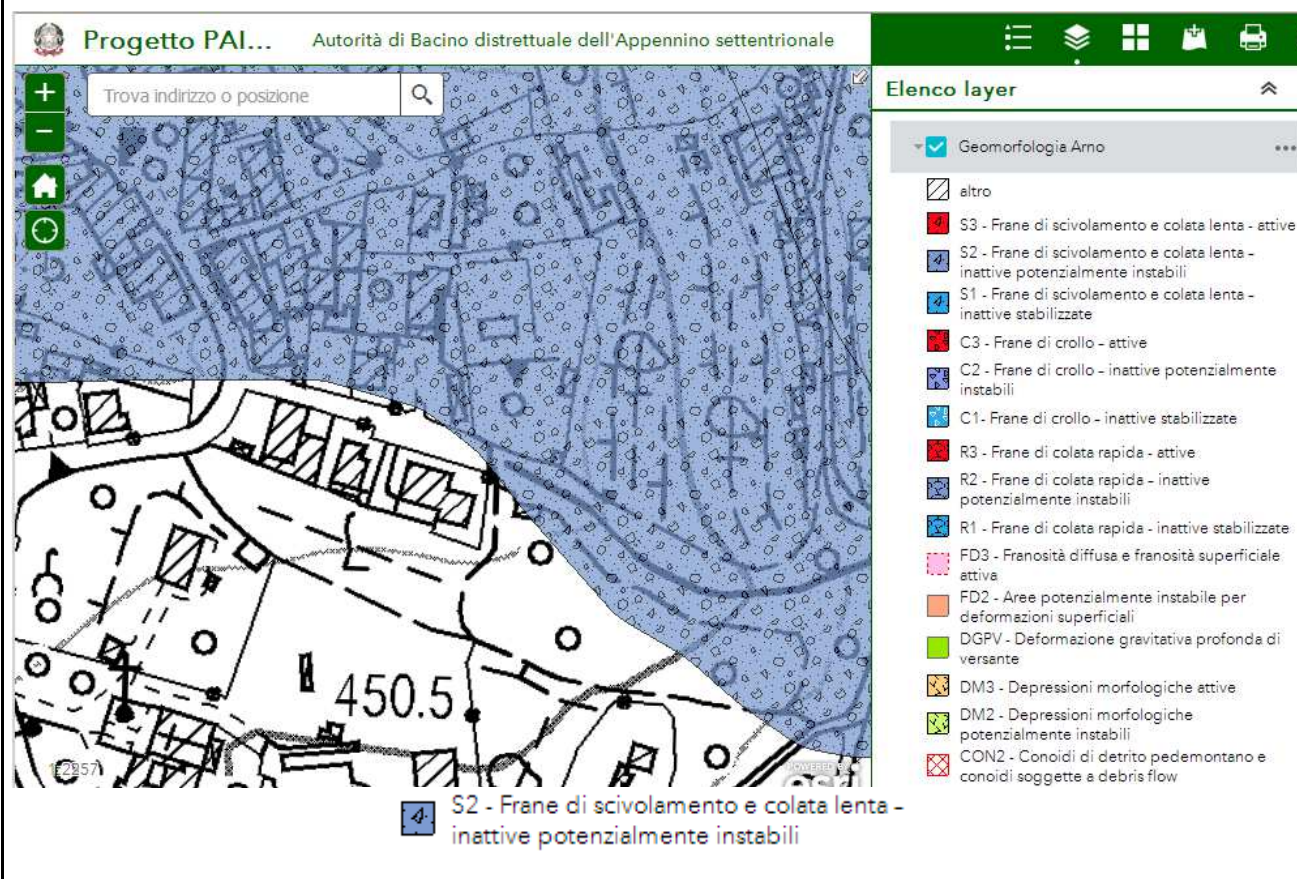 Progetto PAI...
Autorità di Bacino distrettuale dell'Appennino settentrionale
Trova indirizzo o posizione
450.5
POWERED BY
esri
Elenco layer
Geomorfologia Arno
altro
S3 - Frane di scivolamento e colata lenta - attive
S2 - Frane di scivolamento e colata lenta -
inattive potenzialmente instabili
S1 - Frane di scivolamento e colata lenta -
inattive stabilizzate
C3 - Frane di crollo - attive
C2 - Frane di crollo - inattive potenzialmente
instabili
C1- Frane di crollo - inattive stabilizzate
R3 - Frane di colata rapida - attive
R2 - Frane di colata rapida - inattive
potenzialmente instabili
R1 - Frane di colata rapida - inattive stabilizzate
FD3 - Franosità diffusa e franosità superficiale
attiva
FD2 - Aree potenzialmente instabile per
deformazioni superficiali
DGPV - Deformazione gravitativa profonda di
versante
DM3 - Depressioni morfologiche attive
DM2 - Depressioni morfologiche
potenzialmente instabili
CON2 - Conoidi di detrito pedemontano e
conoidi soggette a debris flow
S2 - Frane di scivolamento e colata lenta -
inattive potenzialmente instabili